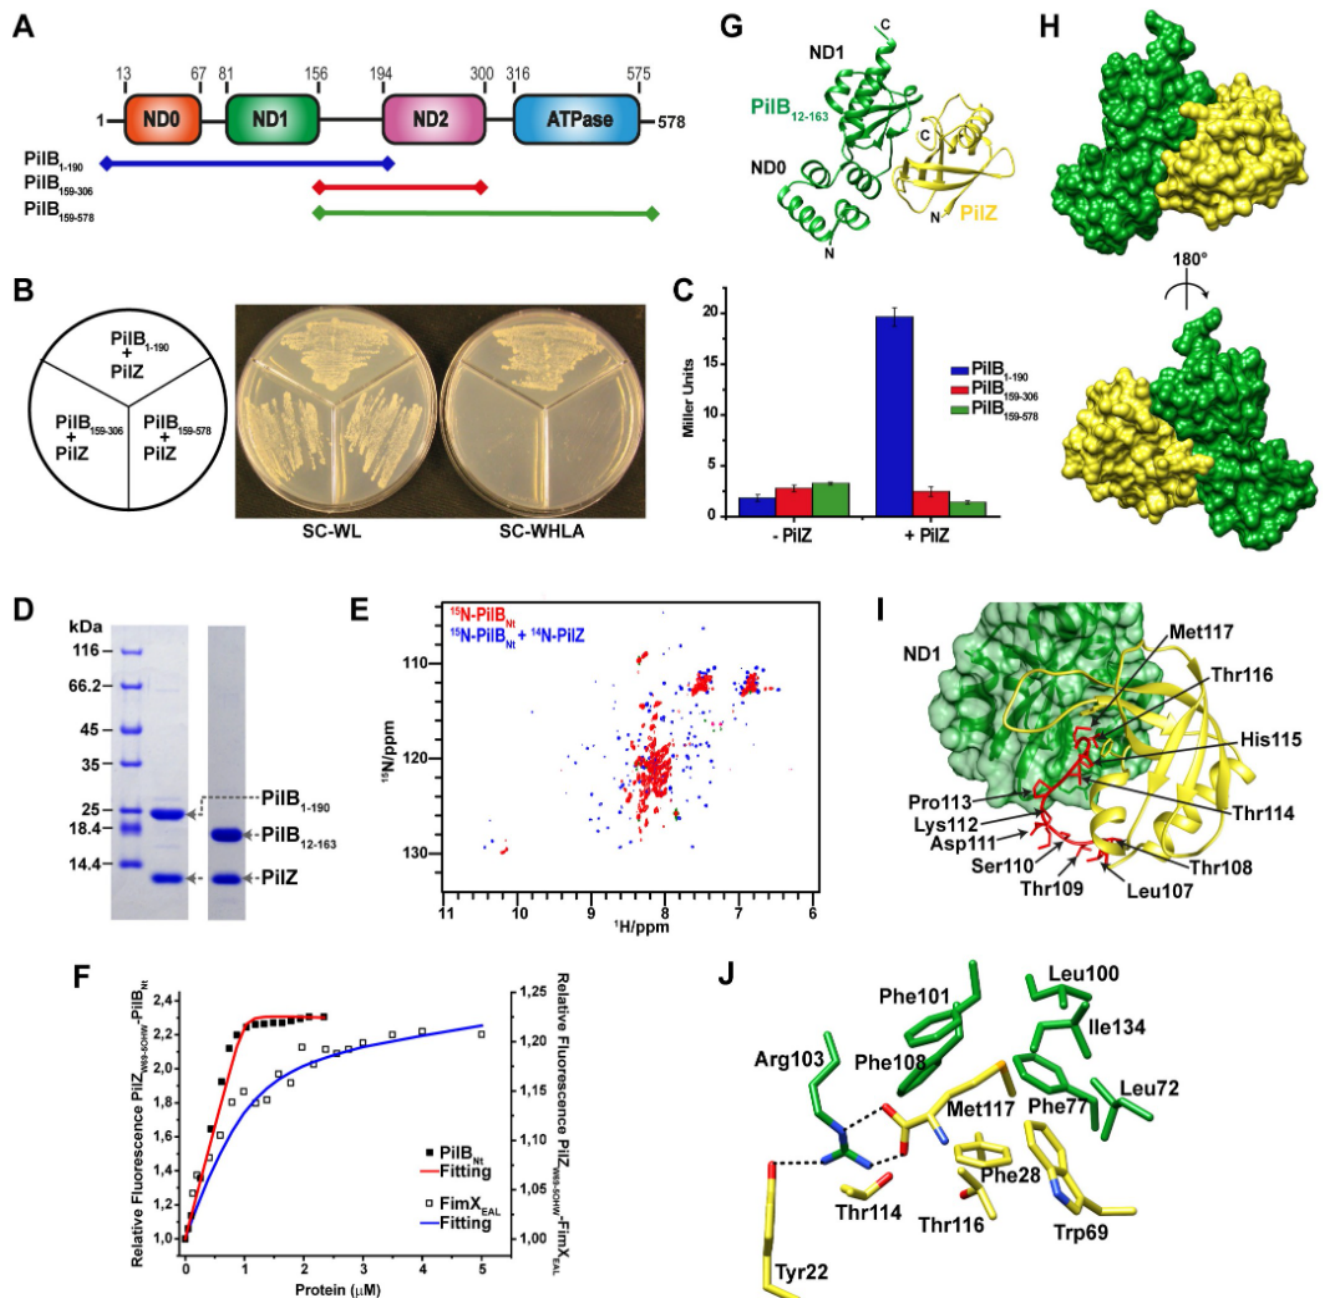 A
13 67 81 156 194 300 316 575
1 ND0 ND1 ND2 ATPase 578
PilB1-190
PilB159-306
PilB159-578
B
PilB1-190
+
PilZ
PilB159-306
+
PilZ
PilB159-578
+
PilZ
SC-WL
SC-WHLA
C
Miller Units
20
15
20
5
0
PilB1-190
PilB159-306
PilB159-578
- PilZ
+ PilZ
D
kDa
116
66.2
45
35
25
18.4
14.4
PilB1-190
PilB12-163
PilZ
E
15N-PilBNt
15N-PilBNt + 14N-PilZ
15N/ppm
110
120
130
11 10 9 8 7 6
1H/ppm
F
Relative Fluorescence PilZW69-5OHW-PilBNt
2,4
2,2
2,0
1,8
1,6
1,4
1,2
1,0
Relative Fluorescence PilZW69-5OHW-FimXEAL
1,25
1,20
1,15
1,10
1,05
1,00
PilBNt
Fitting
FimXEAL
Fitting
0 1 2 3 4 5
Protein (μM)
G
C
ND1
PilB12-163
C
ND0
N
PilZ
N
H
180°
I
ND1
Met117
Thr116
His115
Thr114
Pro113
Lys112
Asp111
Ser110
Thr109
Leu107
Thr108
J
Leu100
Phe101
Ile134
Arg103
Phe108
Leu72
Met117
Phe77
Phe28
Thr114
Thr116
Trp69
Tyr22